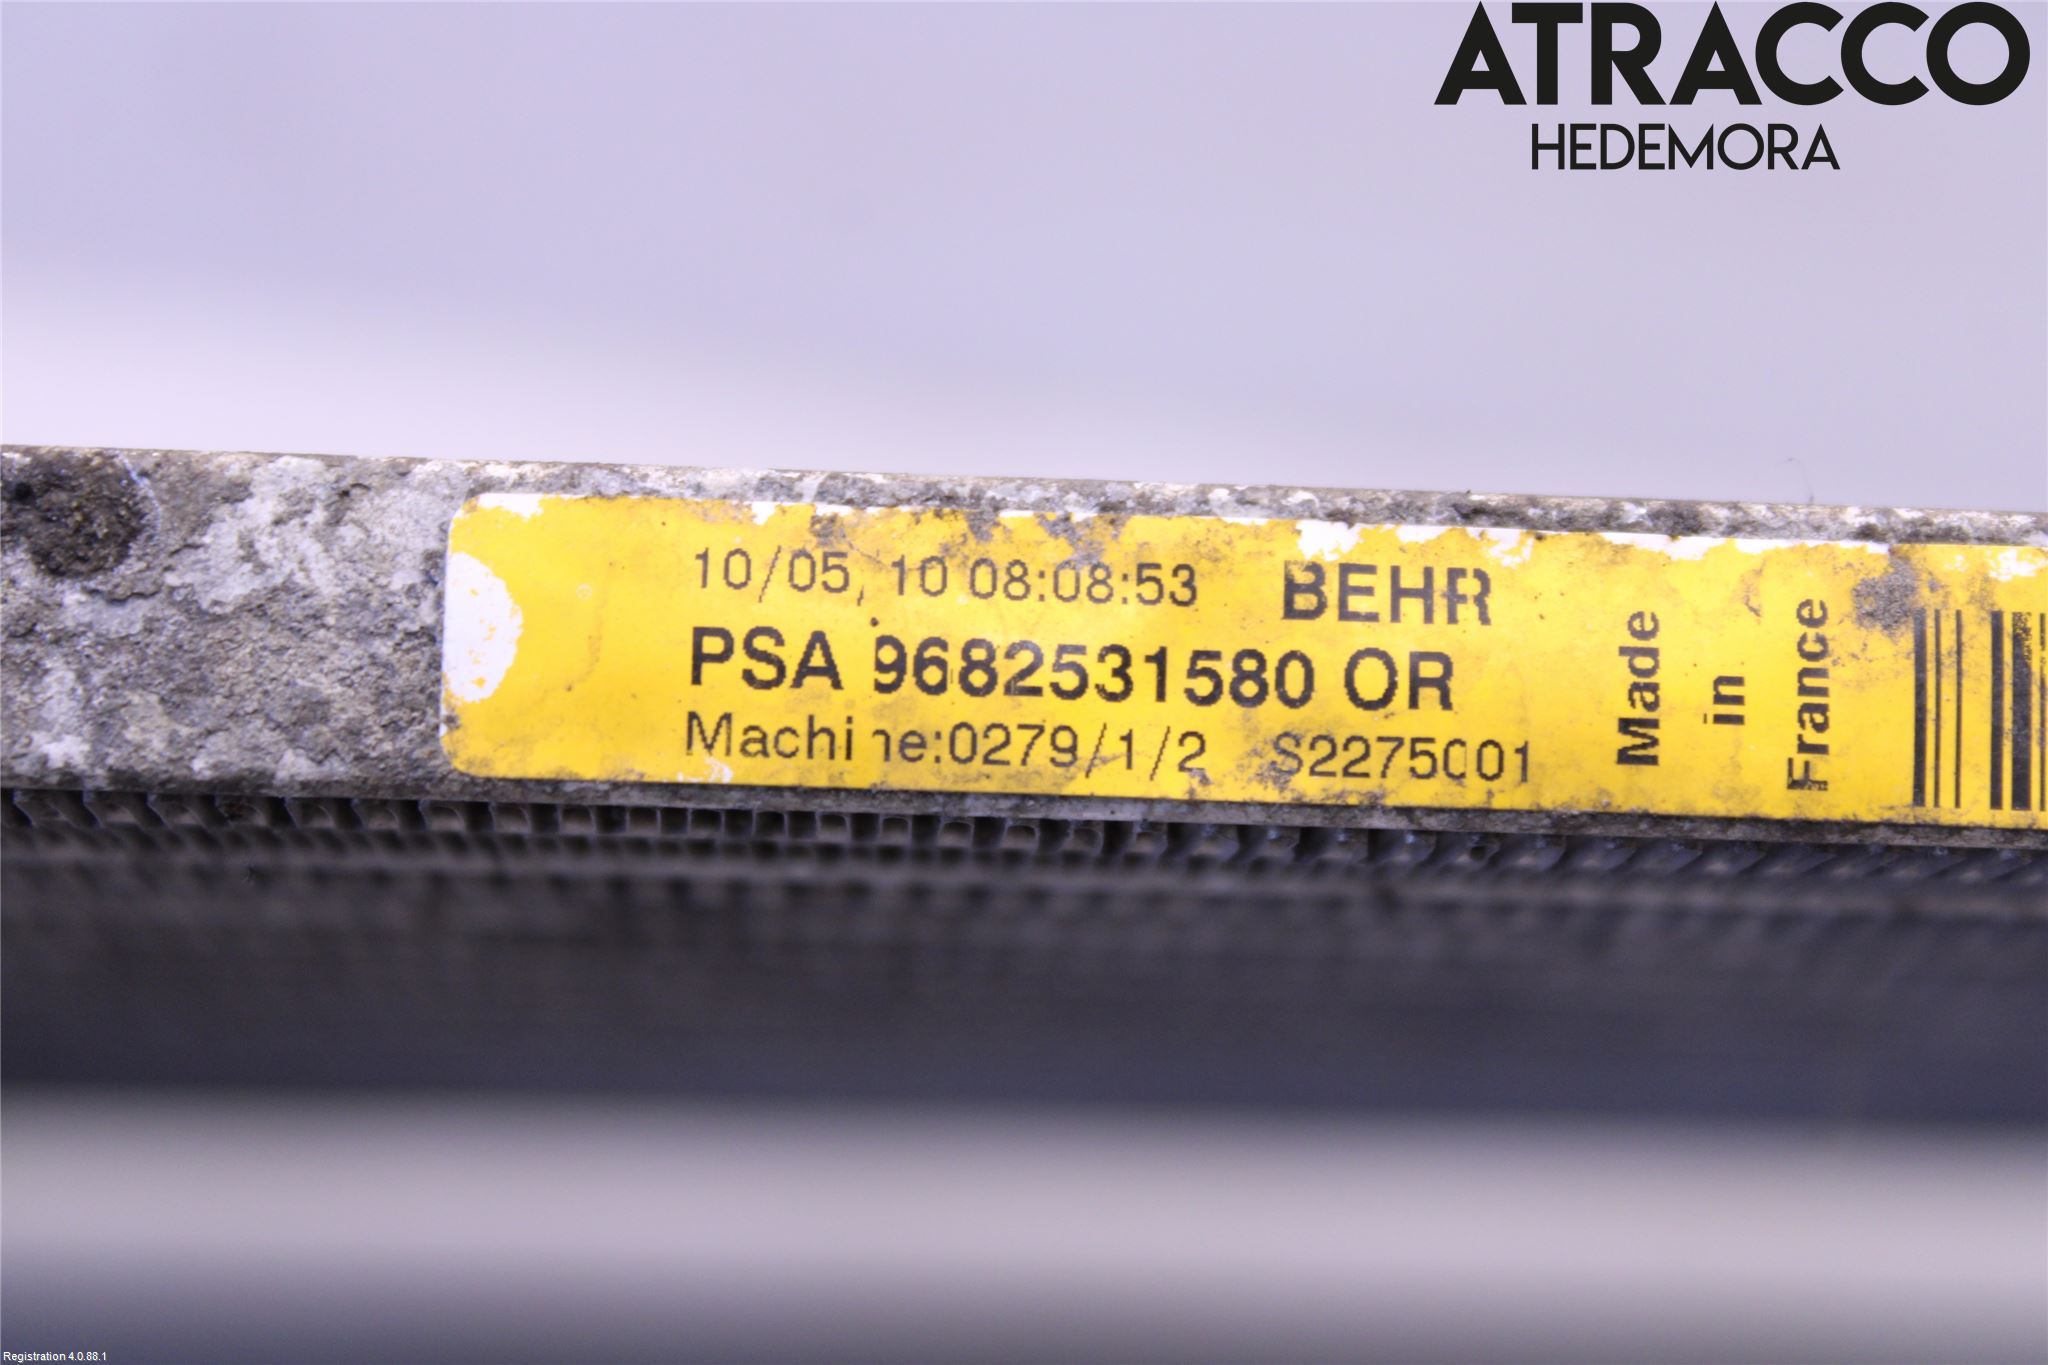 ATRACCO
HEDEMORA
10/05/10 08:08:53 BEHR
PSA 9682531580 OR
Machine:0279/1/2 S2275001
Made
in
France
Registration 4.0.88.1